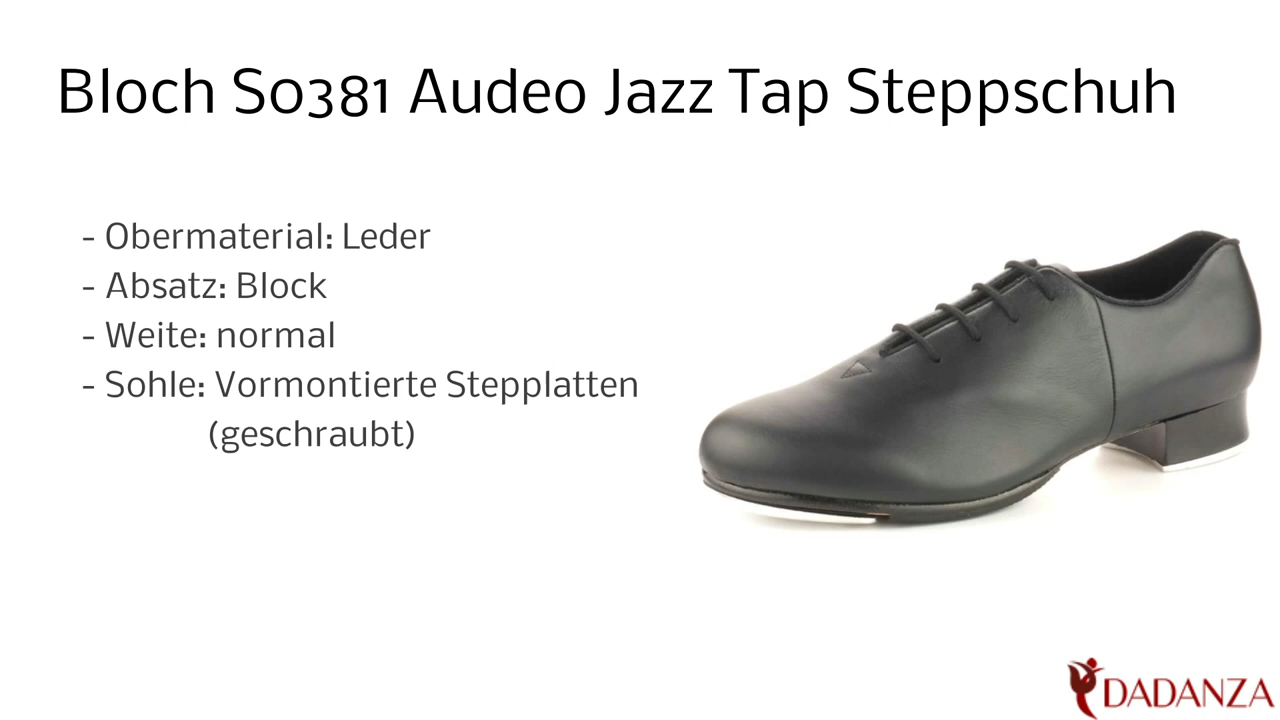 Bloch S0381 Audeo Jazz Tap Steppschuh
- Obermaterial: Leder
- Absatz: Block
- Weite: normal
- Sohle: Vormontierte Stepplatten
(geschraubt)
DADANZA